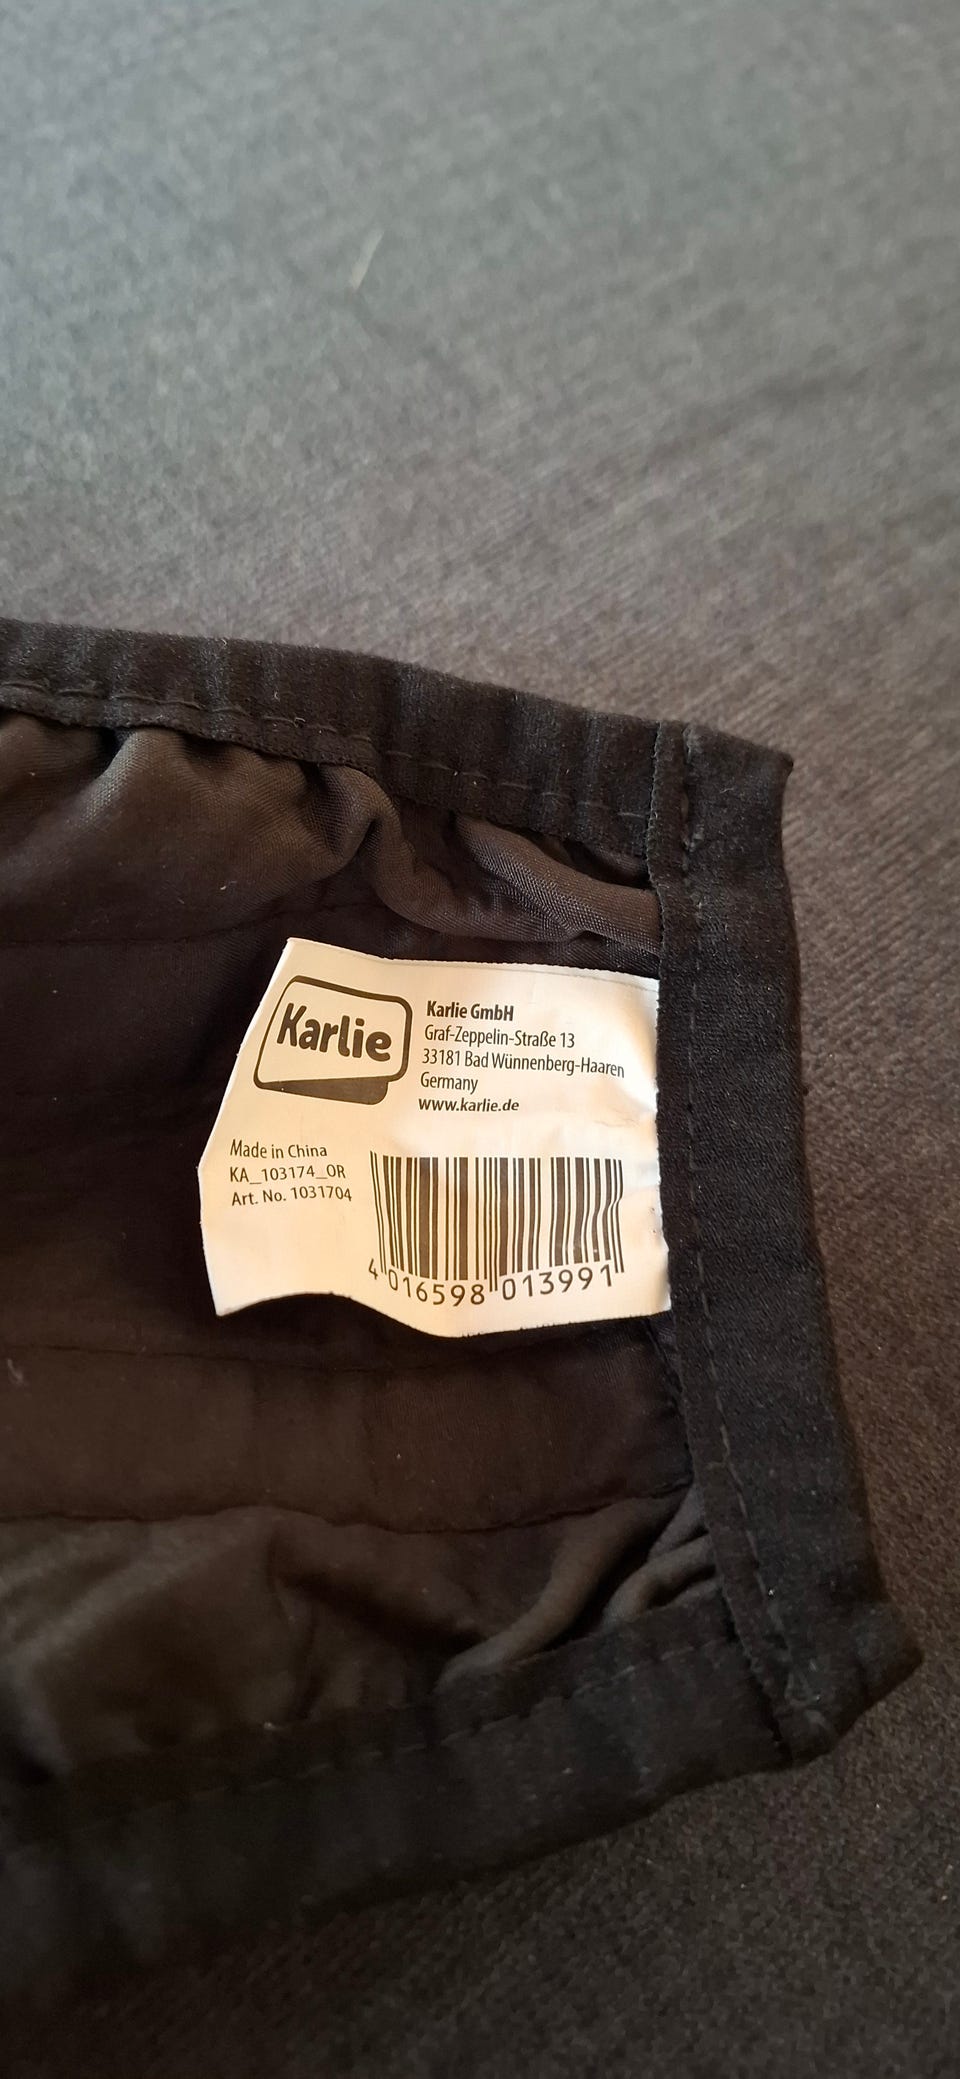 Karlie
Karlie GmbH
Graf-Zeppelin-Straße 13
33181 Bad Wünnenberg-Haaren
Germany
www.karlie.de
Made in China
KA_103174_OR
Art. No. 1031704
4 016598 013991